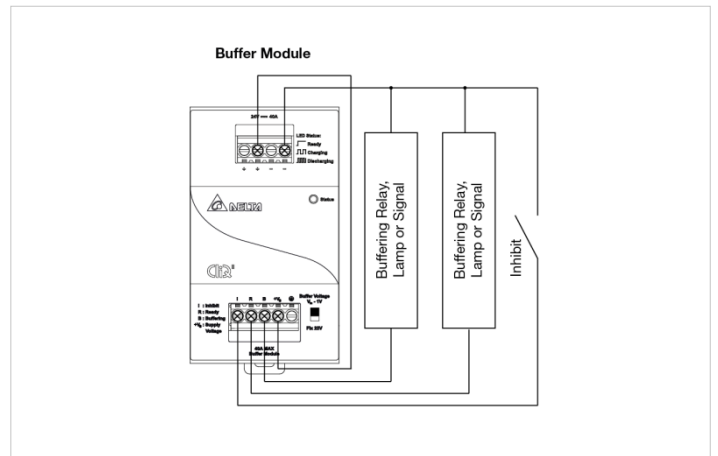 Buffer Module
24V ⎓ 40A
LED Status:
Ready
Charging
Discharging
+ + − −
Status
DELTA
CliQ II
I : Inhibit
R : Ready
B : Buffering
+Vs : Supply
Voltage
I R B +Vs
Buffer Voltage
Vs - 1V
Fix 22V
40A MAX
Buffer Module
Buffering Relay,
Lamp or Signal
Buffering Relay,
Lamp or Signal
Inhibit